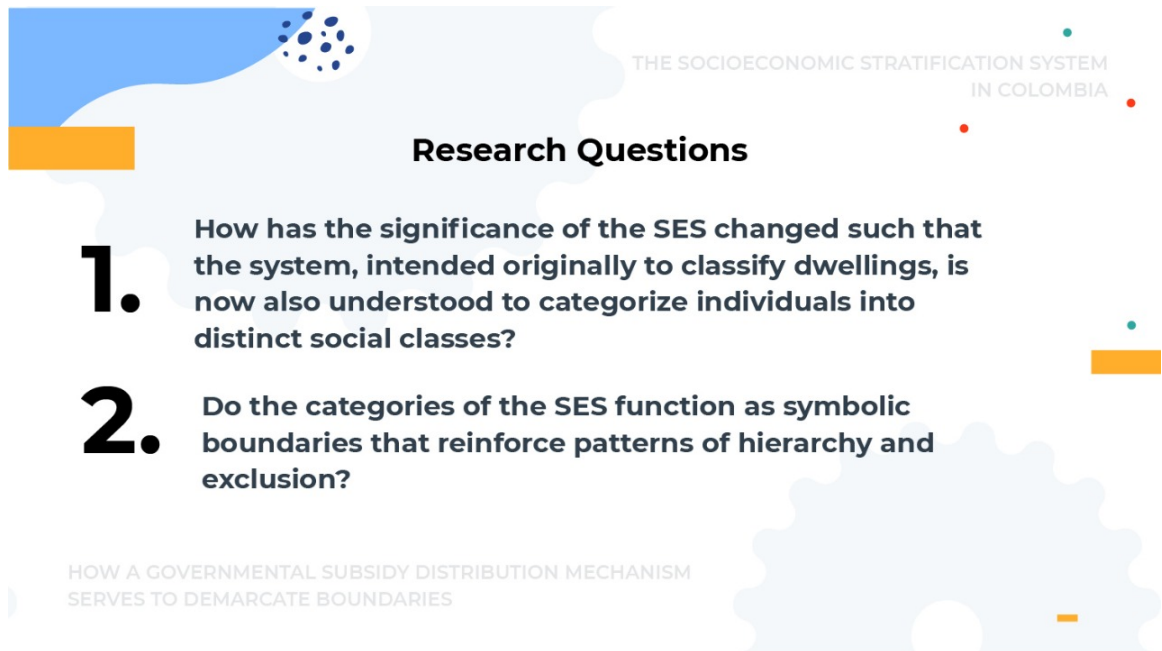 THE SOCIOECONOMIC STRATIFICATION SYSTEM
IN COLOMBIA
Research Questions
1.
How has the significance of the SES changed such that
the system, intended originally to classify dwellings, is
now also understood to categorize individuals into
distinct social classes?
2.
Do the categories of the SES function as symbolic
boundaries that reinforce patterns of hierarchy and
exclusion?
HOW A GOVERNMENTAL SUBSIDY DISTRIBUTION MECHANISM
SERVES TO DEMARCATE BOUNDARIES